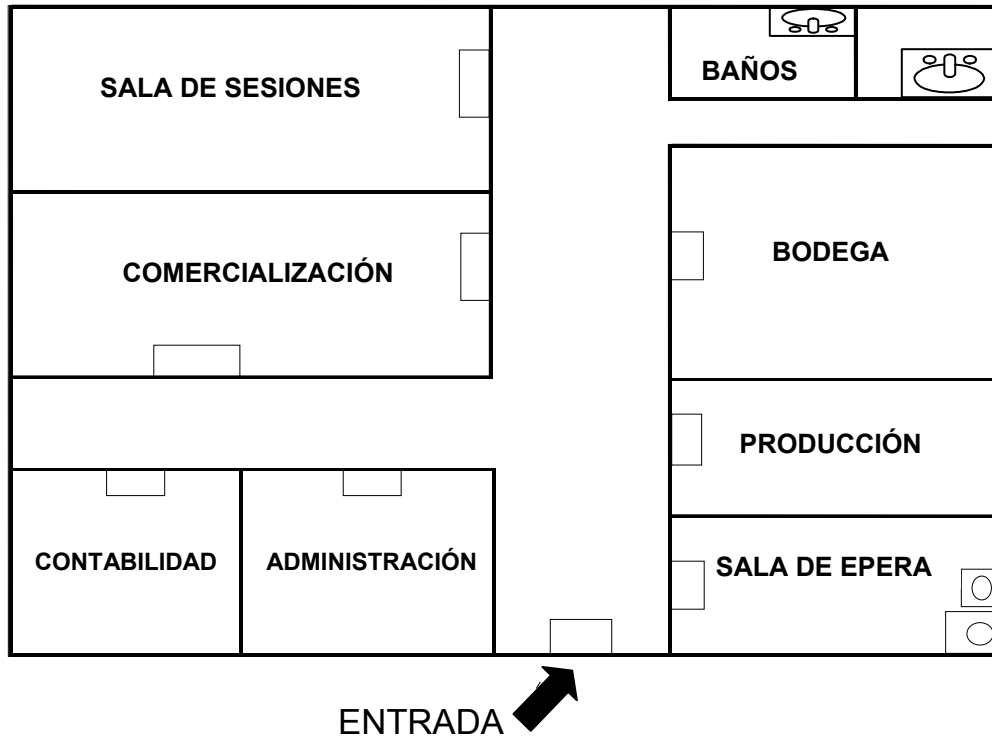 SALA DE SESIONES
BAÑOS
COMERCIALIZACIÓN
BODEGA
PRODUCCIÓN
CONTABILIDAD
ADMINISTRACIÓN
SALA DE EPERA
ENTRADA